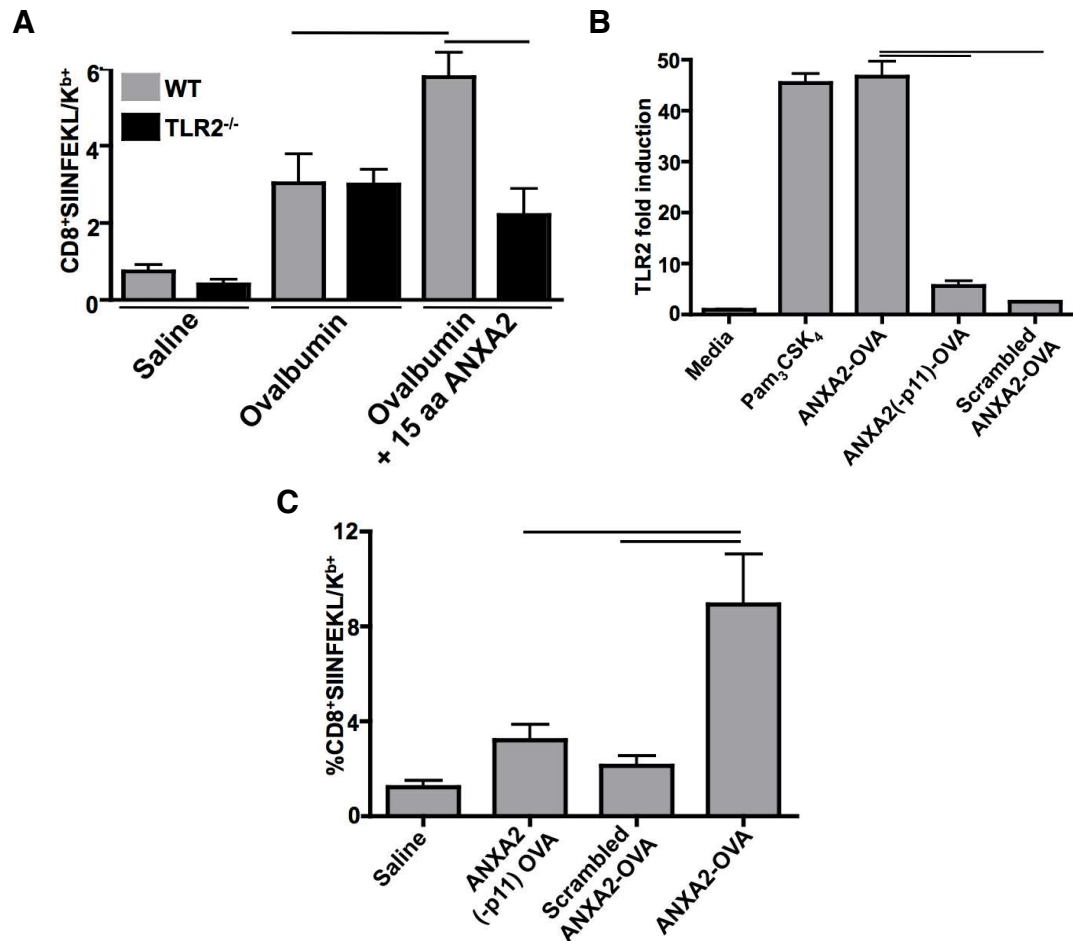 A
CD8+SIINFEKL/Kb+
6
4
2
0
WT
TLR2-/-
Saline
Ovalbumin
Ovalbumin
+ 15 aa ANXA2
B
TLR2 fold induction
50
40
30
20
10
0
Media
Pam3CSK4
ANXA2-OVA
ANXA2(-p11)-OVA
Scrambled
ANXA2-OVA
C
%CD8+SIINFEKL/Kb+
12
8
4
0
Saline
ANXA2
(-p11) OVA
Scrambled
ANXA2-OVA
ANXA2-OVA